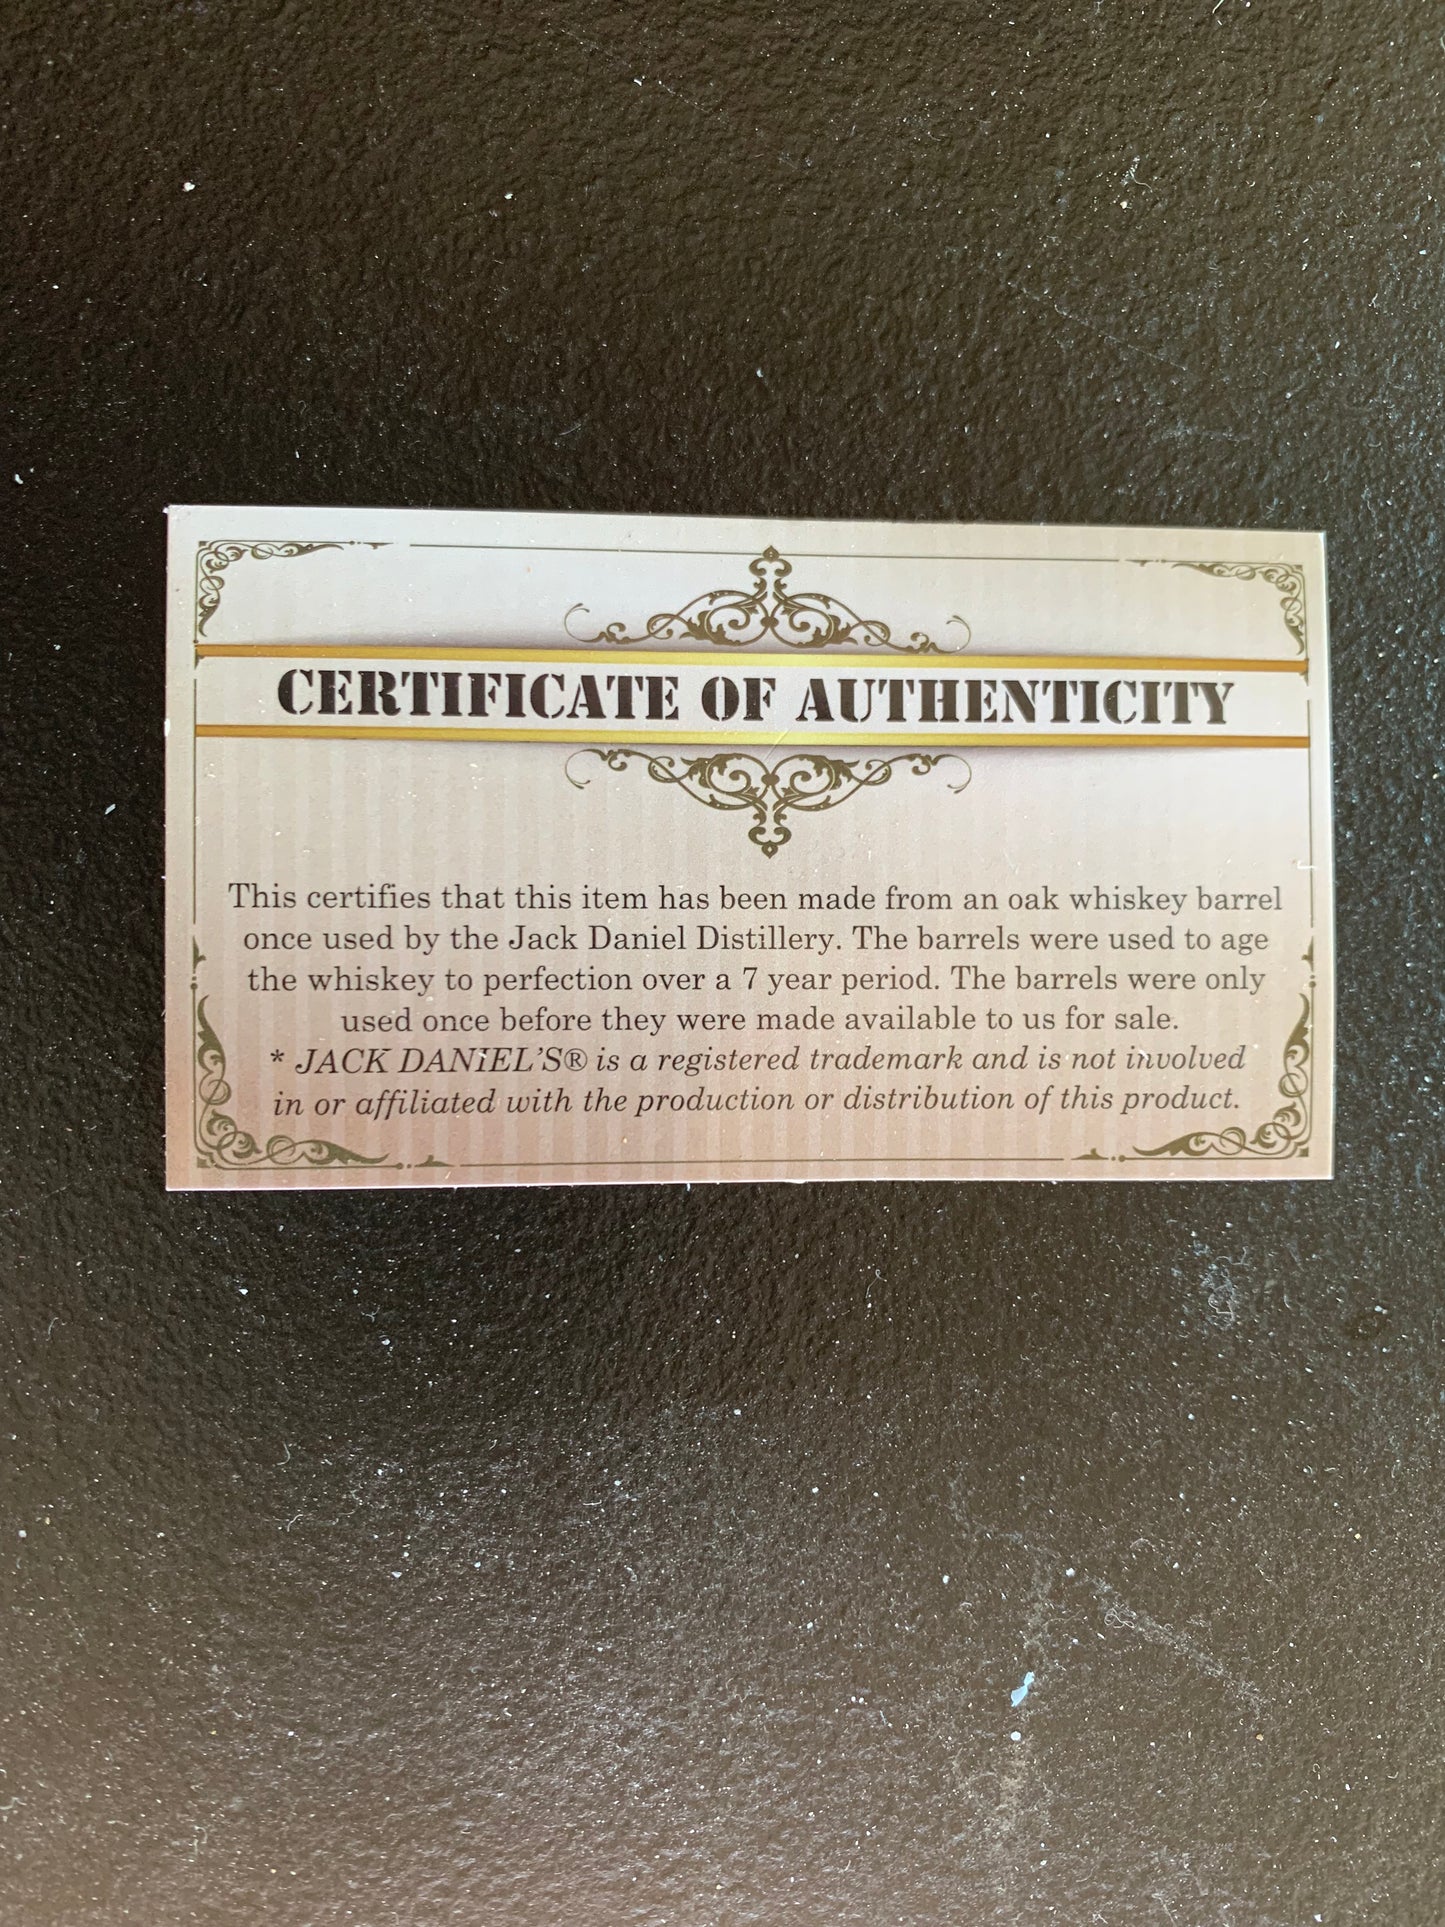 CERTIFICATE OF AUTHENTICITY
This certifies that this item has been made from an oak whiskey barrel
once used by the Jack Daniel Distillery. The barrels were used to age
the whiskey to perfection over a 7 year period. The barrels were only
used once before they were made available to us for sale.
* JACK DANIEL'S® is a registered trademark and is not involved
in or affiliated with the production or distribution of this product.